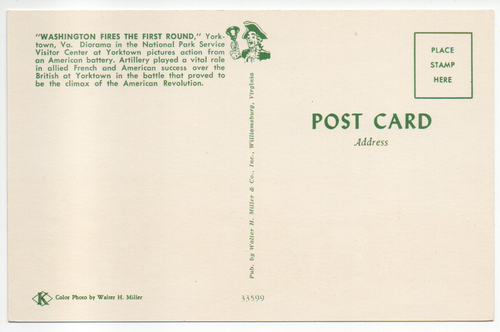 "WASHINGTON FIRES THE FIRST ROUND," York-
town, Va. Diorama in the National Park Service
Visitor Center at Yorktown pictures action from
an American battery. Artillery played a vital role
in allied French and American success over the
British at Yorktown in the battle that proved to
be the climax of the American Revolution.
K Color Photo by Walter H. Miller
Pub. by Walter H. Miller & Co., Inc., Williamsburg, Virginia
33599
PLACE
STAMP
HERE
POST CARD
Address